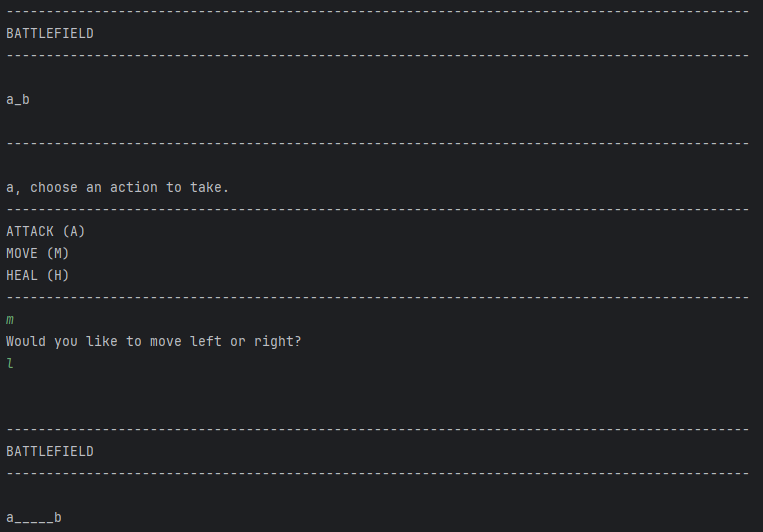 ---------------------------------------------------------------------------------------------
BATTLEFIELD
---------------------------------------------------------------------------------------------
a_b
---------------------------------------------------------------------------------------------
a, choose an action to take.
---------------------------------------------------------------------------------------------
ATTACK (A)
MOVE (M)
HEAL (H)
---------------------------------------------------------------------------------------------
m
Would you like to move left or right?
l
---------------------------------------------------------------------------------------------
BATTLEFIELD
---------------------------------------------------------------------------------------------
a_____b